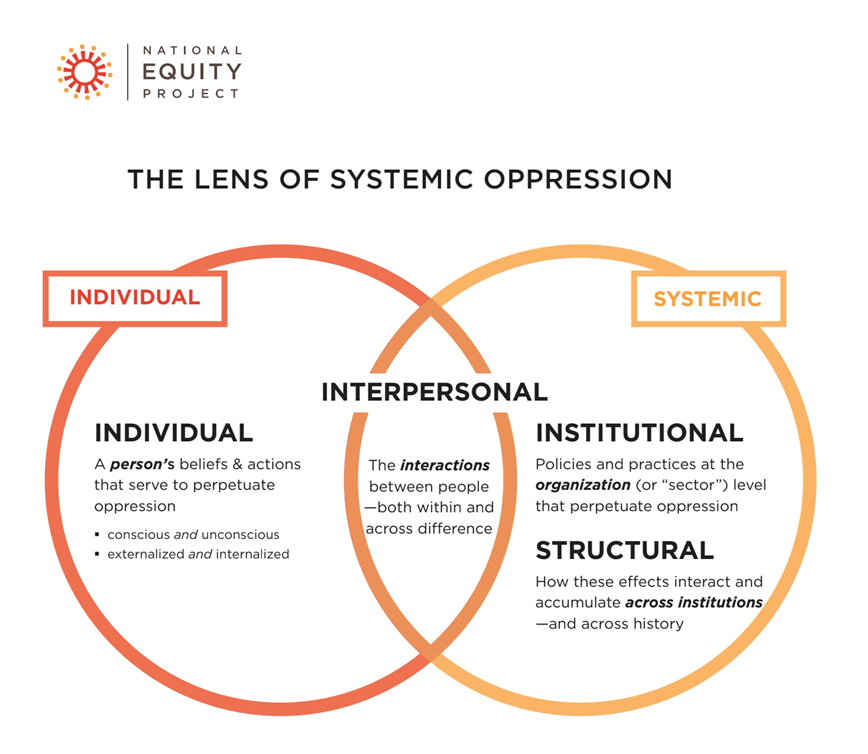 NATIONAL
EQUITY
PROJECT
THE LENS OF SYSTEMIC OPPRESSION
INDIVIDUAL
SYSTEMIC
INDIVIDUAL
A person's beliefs & actions
that serve to perpetuate
oppression
▪ conscious and unconscious
▪ externalized and internalized
INTERPERSONAL
The interactions
between people
—both within and
across difference
INSTITUTIONAL
Policies and practices at the
organization (or “sector”) level
that perpetuate oppression
STRUCTURAL
How these effects interact and
accumulate across institutions
—and across history